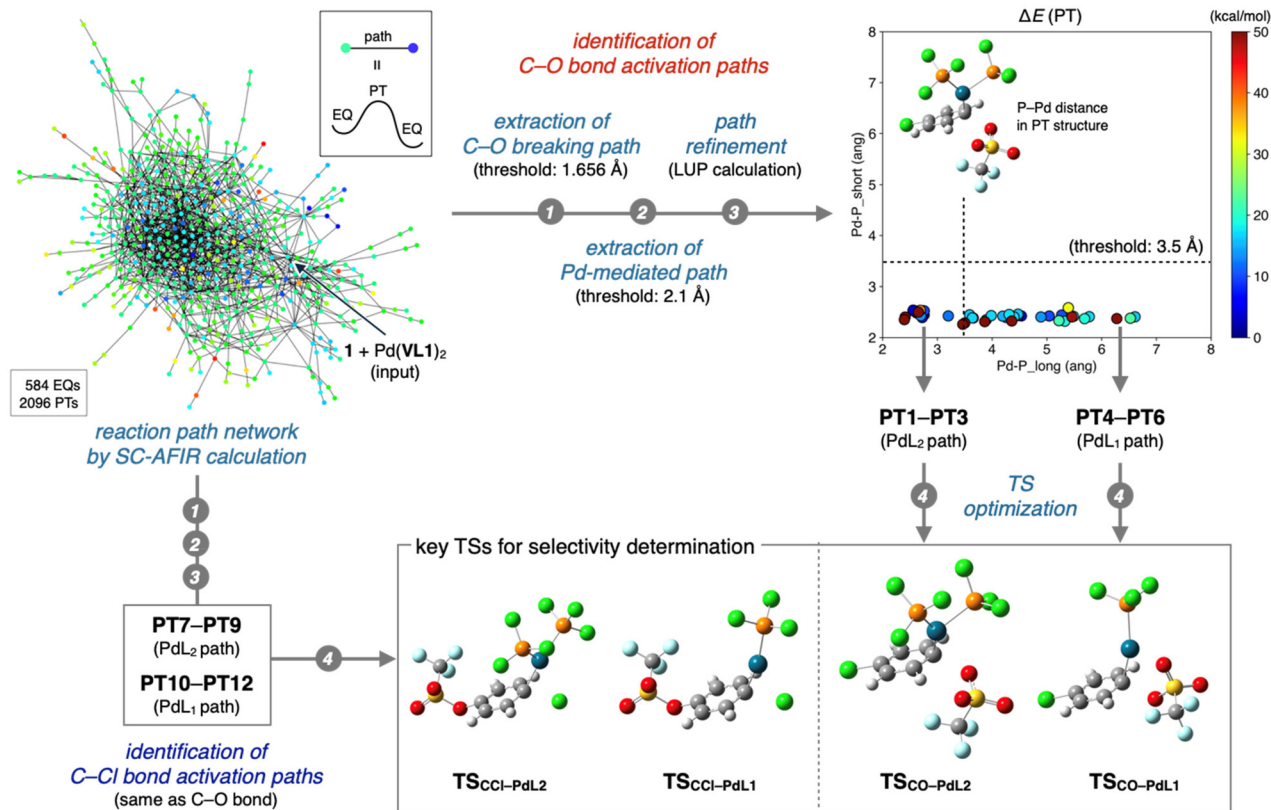 path
=
PT
EQ
EQ
1 + Pd(VL1)2
(input)
584 EQs
2096 PTs
reaction path network
by SC-AFIR calculation
identification of
C–O bond activation paths
extraction of
C–O breaking path
(threshold: 1.656 Å)
path
refinement
(LUP calculation)
1
2
3
extraction of
Pd-mediated path
(threshold: 2.1 Å)
ΔE (PT)
(kcal/mol)
P–Pd distance
in PT structure
(threshold: 3.5 Å)
Pd-P_short (ang)
8
7
6
5
4
3
2
2
3
4
5
6
7
8
Pd-P_long (ang)
50
40
30
20
10
0
PT1–PT3
(PdL2 path)
PT4–PT6
(PdL1 path)
4
TS
optimization
4
1
2
3
PT7–PT9
(PdL2 path)
PT10–PT12
(PdL1 path)
4
identification of
C–Cl bond activation paths
(same as C–O bond)
key TSs for selectivity determination
TSCCl–PdL2
TSCCl–PdL1
TSCO–PdL2
TSCO–PdL1